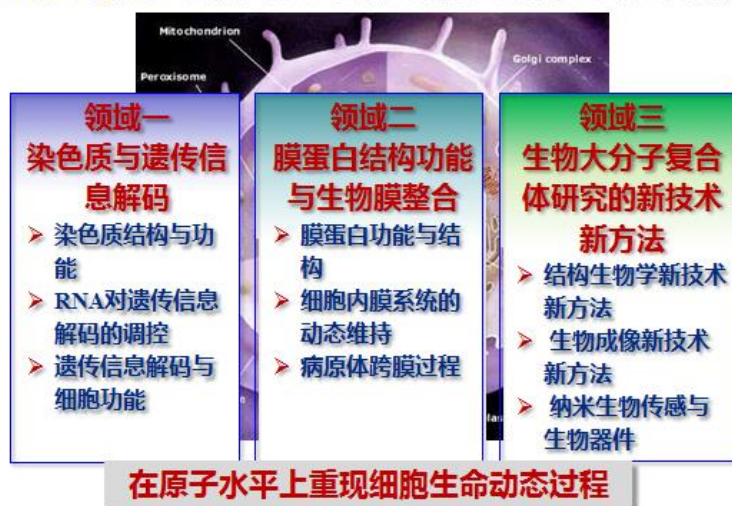 Mitochondrion
Golgi complex
Peroxisome
领域一
染色质与遗传信
息解码
➢ 染色质结构与功
能
➢ RNA对遗传信息
解码的调控
➢ 遗传信息解码与
细胞功能
领域二
膜蛋白结构功能
与生物膜整合
➢ 膜蛋白功能与结
构
➢ 细胞内膜系统的
动态维持
➢ 病原体跨膜过程
领域三
生物大分子复合
体研究的新技术
新方法
➢ 结构生物学新技术
新方法
➢ 生物成像新技术
新方法
➢ 纳米生物传感与
生物器件
在原子水平上重现细胞生命动态过程